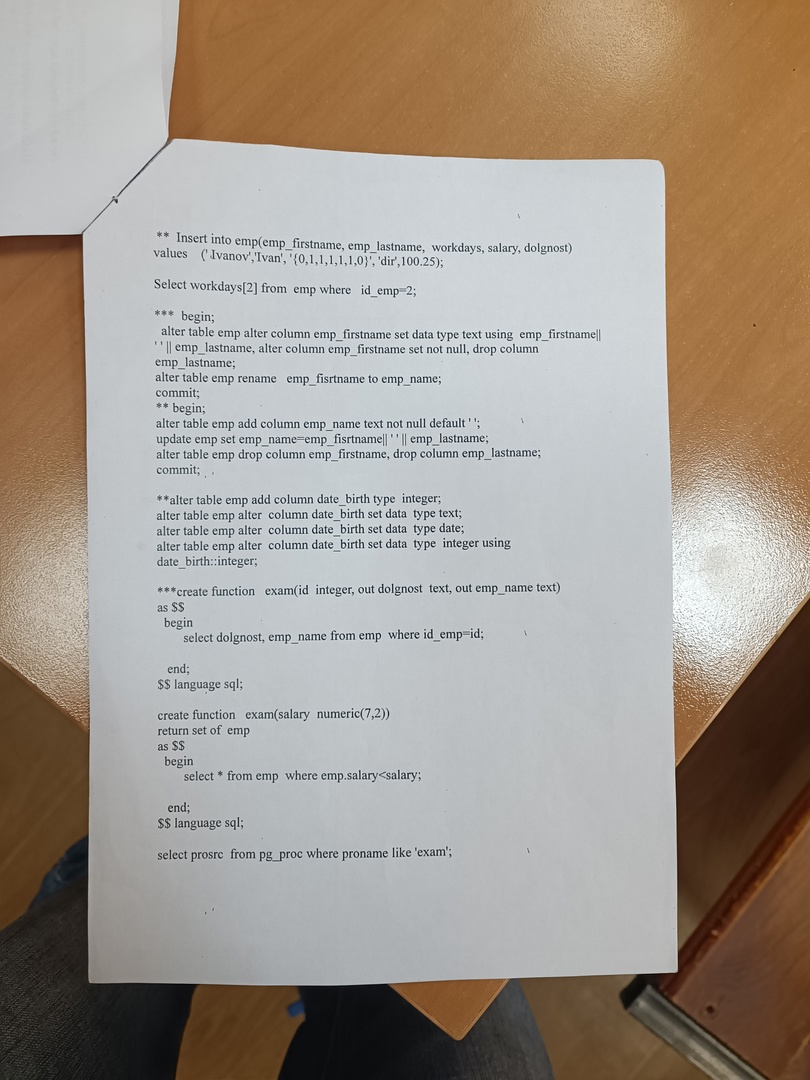 ** Insert into emp(emp_firstname, emp_lastname, workdays, salary, dolgnost)
values ('Ivanov','Ivan', '{0,1,1,1,1,1,0}', 'dir',100.25);
Select workdays[2] from emp where id_emp=2;
*** begin;
alter table emp alter column emp_firstname set data type text using emp_firstname||
' ' || emp_lastname, alter column emp_firstname set not null, drop column
emp_lastname;
alter table emp rename emp_fisrtname to emp_name;
commit;
** begin;
alter table emp add column emp_name text not null default ' ';
update emp set emp_name=emp_fisrtname|| ' ' || emp_lastname;
alter table emp drop column emp_firstname, drop column emp_lastname;
commit;
**alter table emp add column date_birth type integer;
alter table emp alter column date_birth set data type text;
alter table emp alter column date_birth set data type date;
alter table emp alter column date_birth set data type integer using
date_birth::integer;
***create function exam(id integer, out dolgnost text, out emp_name text)
as $$
begin
select dolgnost, emp_name from emp where id_emp=id;
end;
$$ language sql;
create function exam(salary numeric(7,2))
return set of emp
as $$
begin
select * from emp where emp.salary<salary;
end;
$$ language sql;
select prosrc from pg_proc where proname like 'exam';